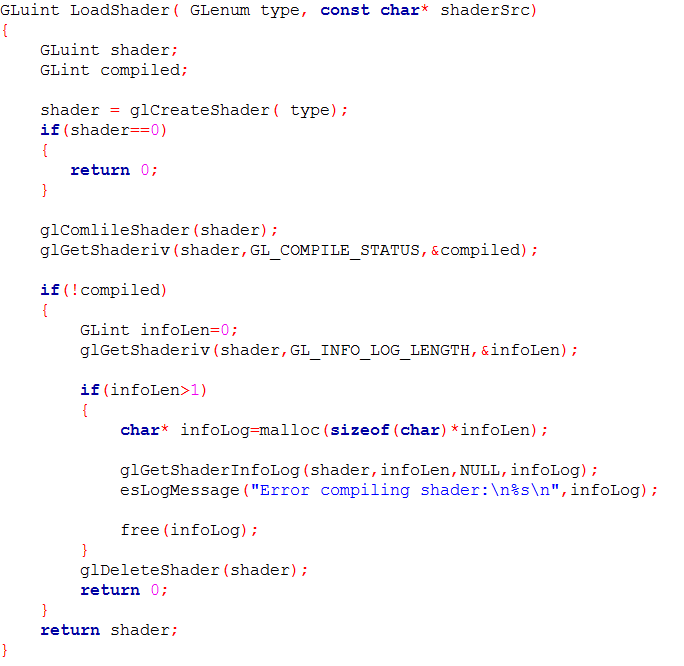 GLuint LoadShader( GLenum type, const char* shaderSrc)
{
    GLuint shader;
    GLint compiled;

    shader = glCreateShader( type);
    if(shader==0)
    {
       return 0;
    }

    glComlileShader(shader);
    glGetShaderiv(shader,GL_COMPILE_STATUS,&compiled);

    if(!compiled)
    {
        GLint infoLen=0;
        glGetShaderiv(shader,GL_INFO_LOG_LENGTH,&infoLen);

        if(infoLen>1)
        {
            char* infoLog=malloc(sizeof(char)*infoLen);

            glGetShaderInfoLog(shader,infoLen,NULL,infoLog);
            esLogMessage("Error compiling shader:\n%s\n",infoLog);

            free(infoLog);
        }
        glDeleteShader(shader);
        return 0;
    }
    return shader;
}